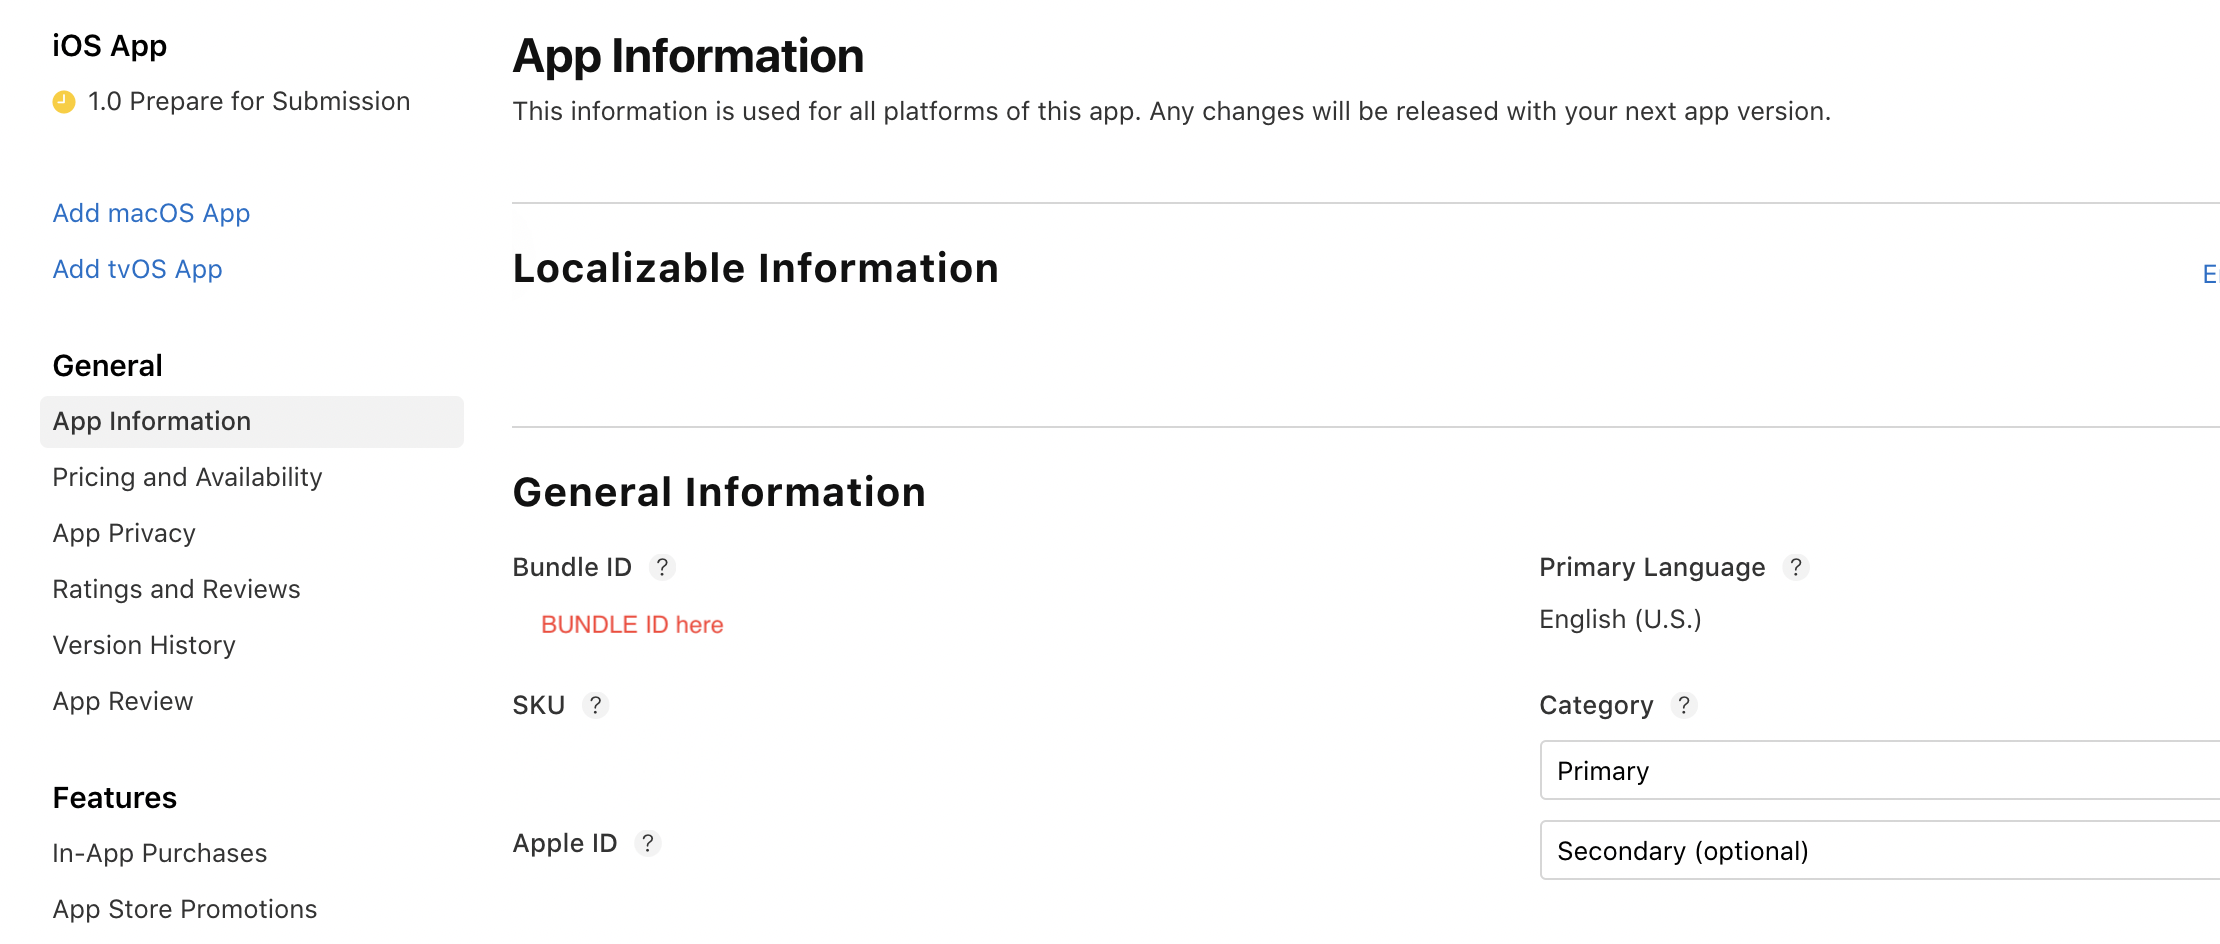 iOS App
1.0 Prepare for Submission
Add macOS App
Add tvOS App
General
App Information
Pricing and Availability
App Privacy
Ratings and Reviews
Version History
App Review
Features
In-App Purchases
App Store Promotions
App Information
This information is used for all platforms of this app. Any changes will be released with your next app version.
Localizable Information
General Information
Bundle ID ?
BUNDLE ID here
SKU ?
Apple ID ?
Primary Language ?
English (U.S.)
Category ?
Primary
Secondary (optional)